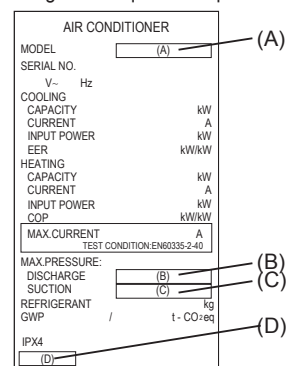 AIR CONDITIONER
MODEL (A) (A)
SERIAL NO.
V~ Hz
COOLING
CAPACITY kW
CURRENT A
INPUT POWER kW
EER kW/kW
HEATING
CAPACITY kW
CURRENT A
INPUT POWER kW
COP kW/kW
MAX.CURRENT A
TEST CONDITION:EN60335-2-40
MAX.PRESSURE:
DISCHARGE (B) (B)
SUCTION (C) (C)
REFRIGERANT kg
GWP / t - CO2eq
IPX4
(D) (D)